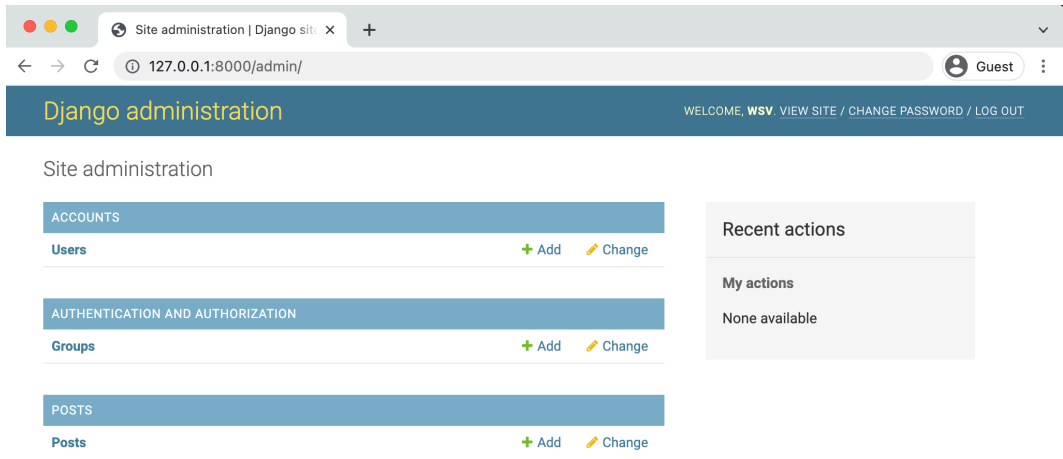 Site administration | Django site
127.0.0.1:8000/admin/
Guest
Django administration
WELCOME, WSV. VIEW SITE / CHANGE PASSWORD / LOG OUT
Site administration
ACCOUNTS
Users Add Change
AUTHENTICATION AND AUTHORIZATION
Groups Add Change
POSTS
Posts Add Change
Recent actions
My actions
None available